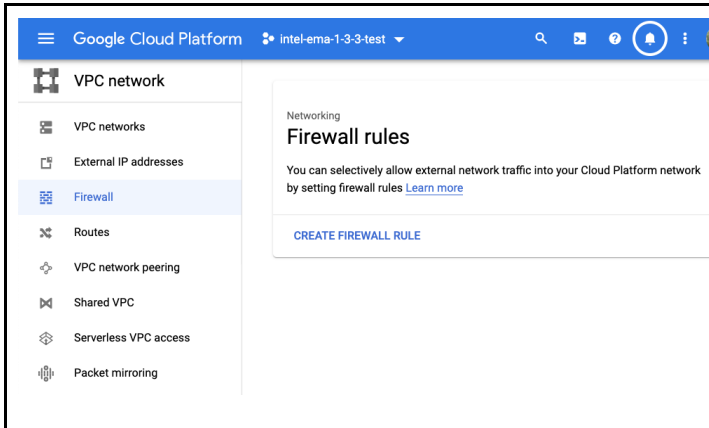 Google Cloud Platform
intel-ema-1-3-3-test
VPC network
VPC networks
External IP addresses
Firewall
Routes
VPC network peering
Shared VPC
Serverless VPC access
Packet mirroring
Networking
Firewall rules
You can selectively allow external network traffic into your Cloud Platform network
by setting firewall rules Learn more
CREATE FIREWALL RULE